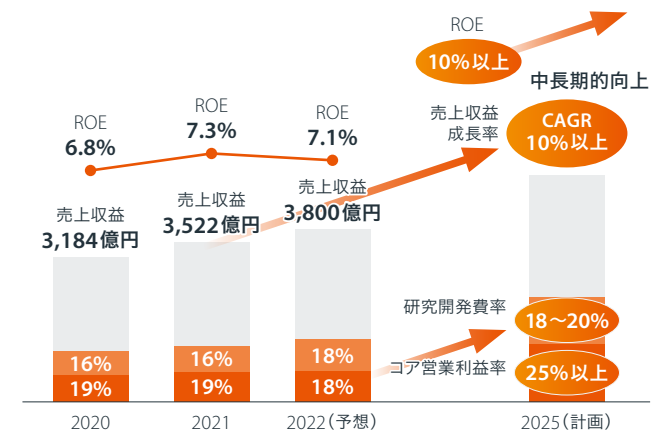 ROE
10%以上
中長期的向上
売上収益
成長率
CAGR
10%以上
ROE
6.8%
ROE
7.3%
ROE
7.1%
売上収益
3,184億円
売上収益
3,522億円
売上収益
3,800億円
研究開発費率
18〜20%
コア営業利益率
25%以上
16%
19%
16%
19%
18%
18%
2020
2021
2022(予想)
2025(計画)